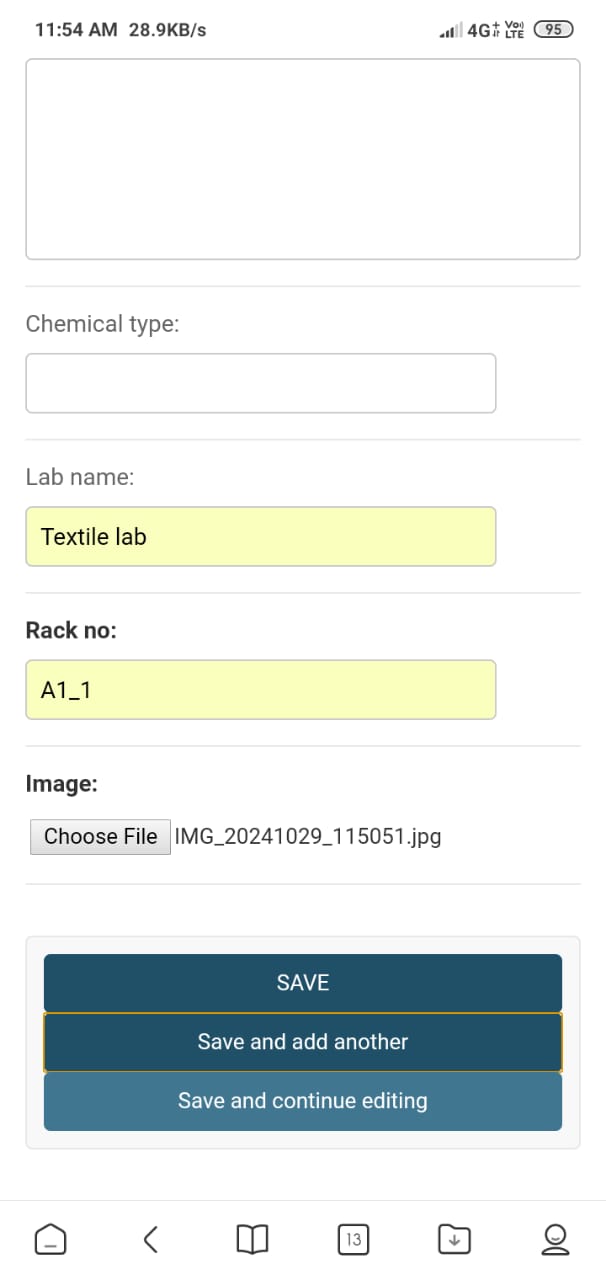 11:54 AM 28.9KB/s 4G+ Vo) LTE 95
Chemical type:
Lab name:
Textile lab
Rack no:
A1_1
Image:
Choose File IMG_20241029_115051.jpg
SAVE
Save and add another
Save and continue editing
13